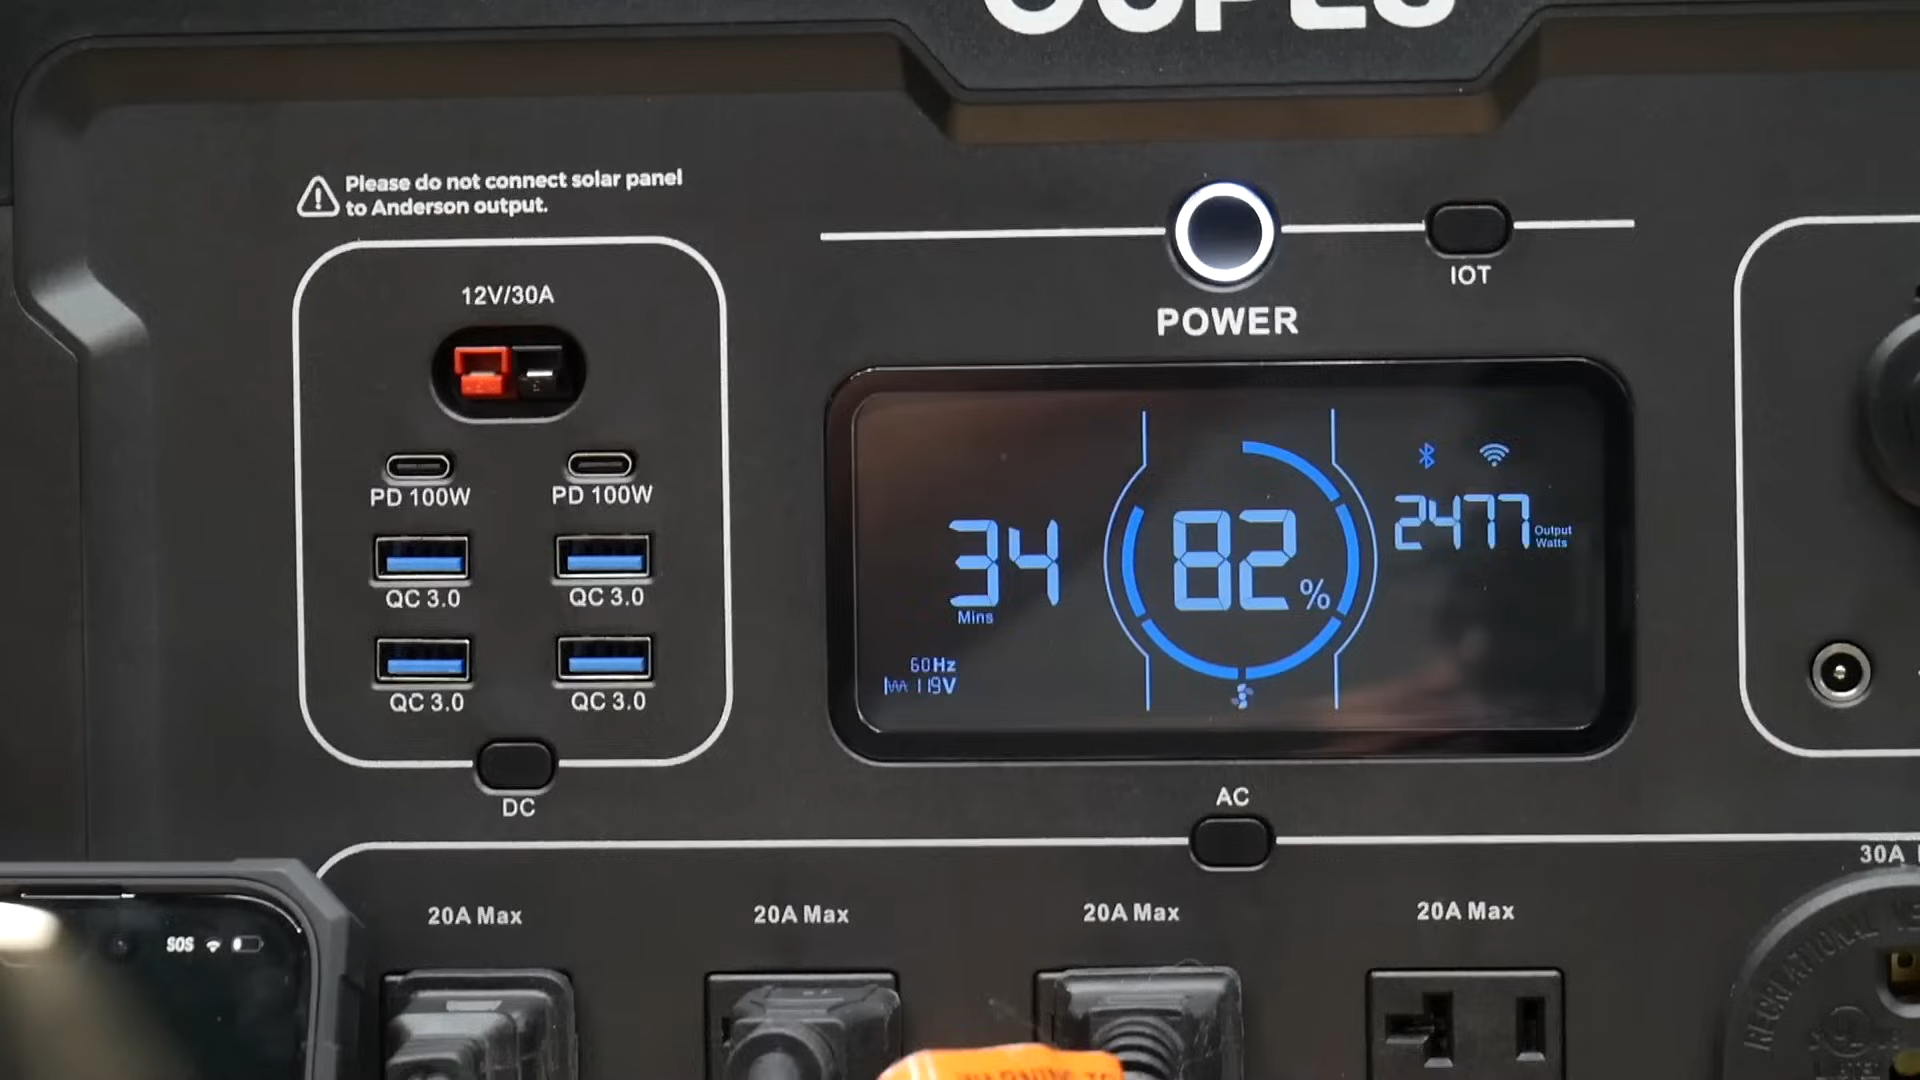 Please do not connect solar panel
to Anderson output.
12V/30A
PD 100W PD 100W
QC 3.0 QC 3.0
QC 3.0 QC 3.0
DC
POWER
IOT
34
Mins
82%
2477
Output
Watts
60Hz
119V
AC
20A Max 20A Max 20A Max 20A Max
30A
SOS
RECREATIONAL
WARNING